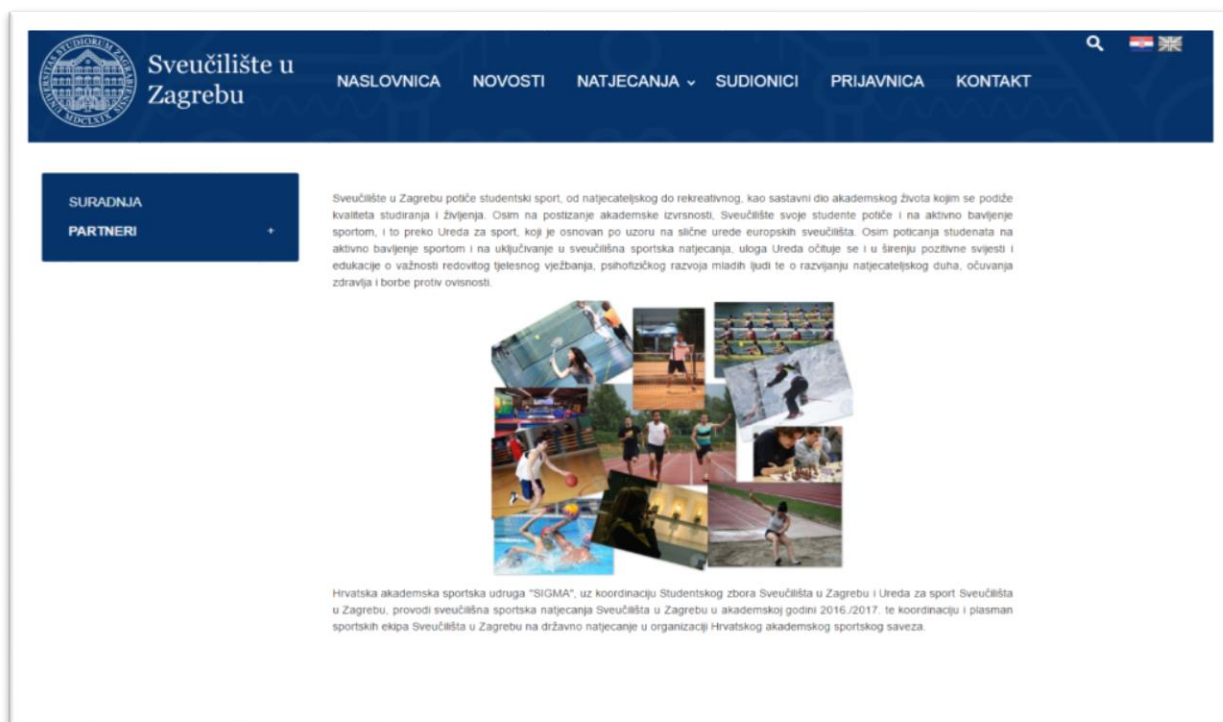 UNIVERSITAS STUDIORUM ZAGRABIENSIS MDCLXIX
Sveučilište u
Zagrebu
NASLOVNICA NOVOSTI NATJECANJA SUDIONICI PRIJAVNICA KONTAKT
SURADNJA
PARTNERI +
Sveučilište u Zagrebu potiče studentski sport, od natjecateljskog do rekreativnog, kao sastavni dio akademskog života kojim se podiže
kvaliteta studiranja i življenja. Osim na postizanje akademske izvrsnosti, Sveučilište svoje studente potiče i na aktivno bavljenje
sportom, i to preko Ureda za sport, koji je osnovan po uzoru na slične urede europskih sveučilišta. Osim poticanja studenata na
aktivno bavljenje sportom i na uključivanje u sveučilišna sportska natjecanja, uloga Ureda očituje se i u širenju pozitivne svijesti i
edukacije o važnosti redovitog tjelesnog vježbanja, psihofizičkog razvoja mladih ljudi te o razvijanju natjecateljskog duha, očuvanja
zdravlja i borbe protiv ovisnosti.
Hrvatska akademska sportska udruga "SIGMA", uz koordinaciju Studentskog zbora Sveučilišta u Zagrebu i Ureda za sport Sveučilišta
u Zagrebu, provodi sveučilišna sportska natjecanja Sveučilišta u Zagrebu u akademskoj godini 2016./2017. te koordinaciju i plasman
sportskih ekipa Sveučilišta u Zagrebu na državno natjecanje u organizaciji Hrvatskog akademskog sportskog saveza.